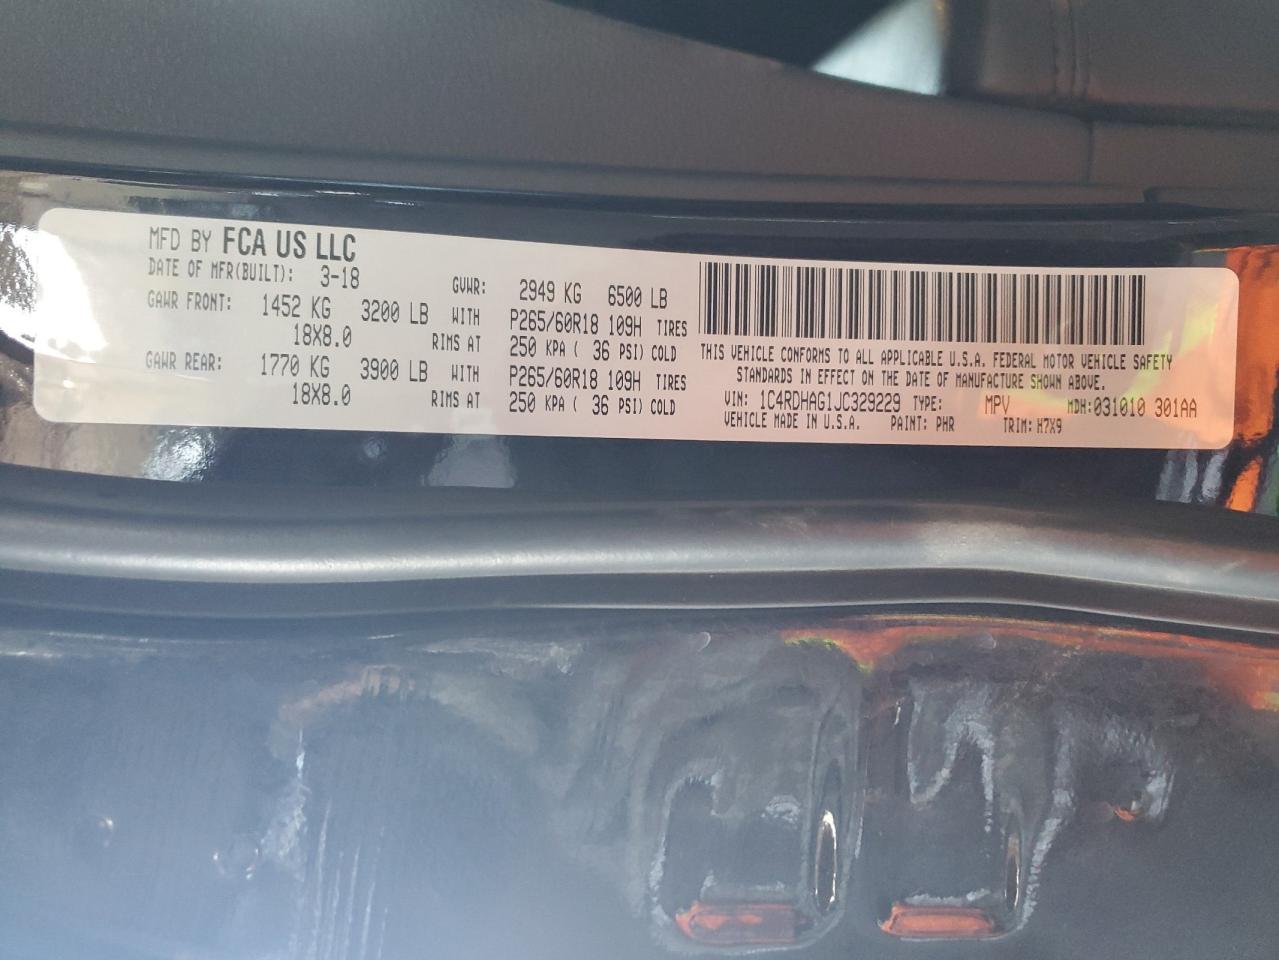 MFD BY FCA US LLC
DATE OF MFR(BUILT): 3-18 GVWR: 2949 KG 6500 LB
GAWR FRONT: 1452 KG 3200 LB WITH P265/60R18 109H TIRES
18X8.0 RIMS AT 250 KPA ( 36 PSI) COLD
GAWR REAR: 1770 KG 3900 LB WITH P265/60R18 109H TIRES
18X8.0 RIMS AT 250 KPA ( 36 PSI) COLD
THIS VEHICLE CONFORMS TO ALL APPLICABLE U.S.A. FEDERAL MOTOR VEHICLE SAFETY
STANDARDS IN EFFECT ON THE DATE OF MANUFACTURE SHOWN ABOVE.
VIN: 1C4RDHAG1JC329229 TYPE: MPV MDH:031010 301AA
VEHICLE MADE IN U.S.A. PAINT: PHR TRIM: H7X9